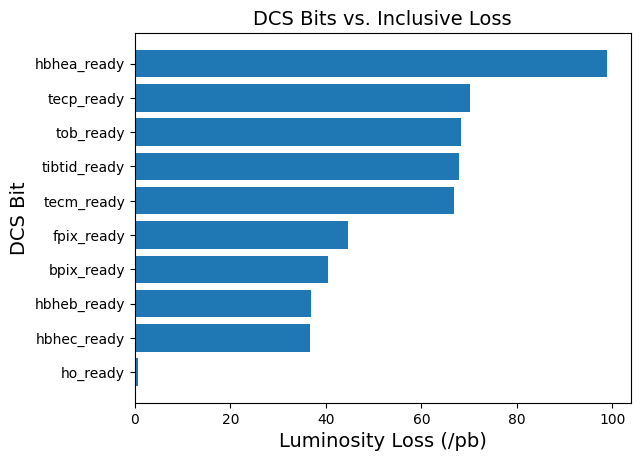 DCS Bits vs. Inclusive Loss
DCS Bit
hbhea_ready
tecp_ready
tob_ready
tibtid_ready
tecm_ready
fpix_ready
bpix_ready
hbheb_ready
hbhec_ready
ho_ready
0 20 40 60 80 100
Luminosity Loss (/pb)